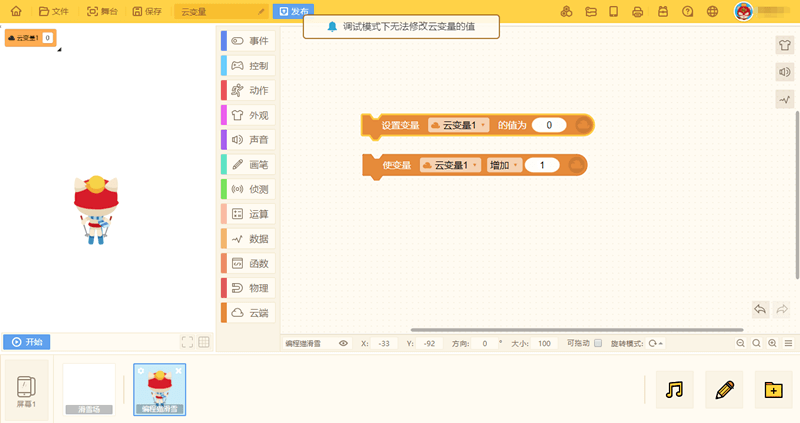 文件 舞台 保存 云变量 发布
调试模式下无法修改云变量的值
云变量1 0
事件
控制
动作
外观
声音
画笔
侦测
运算
数据
函数
物理
云端
设置变量 云变量1 的值为 0
使变量 云变量1 增加 1
开始
编程猫滑雪 X: -33 Y: -92 方向: 0 ° 大小: 100 可拖动 旋转模式:
屏幕1
滑雪场
编程猫滑雪